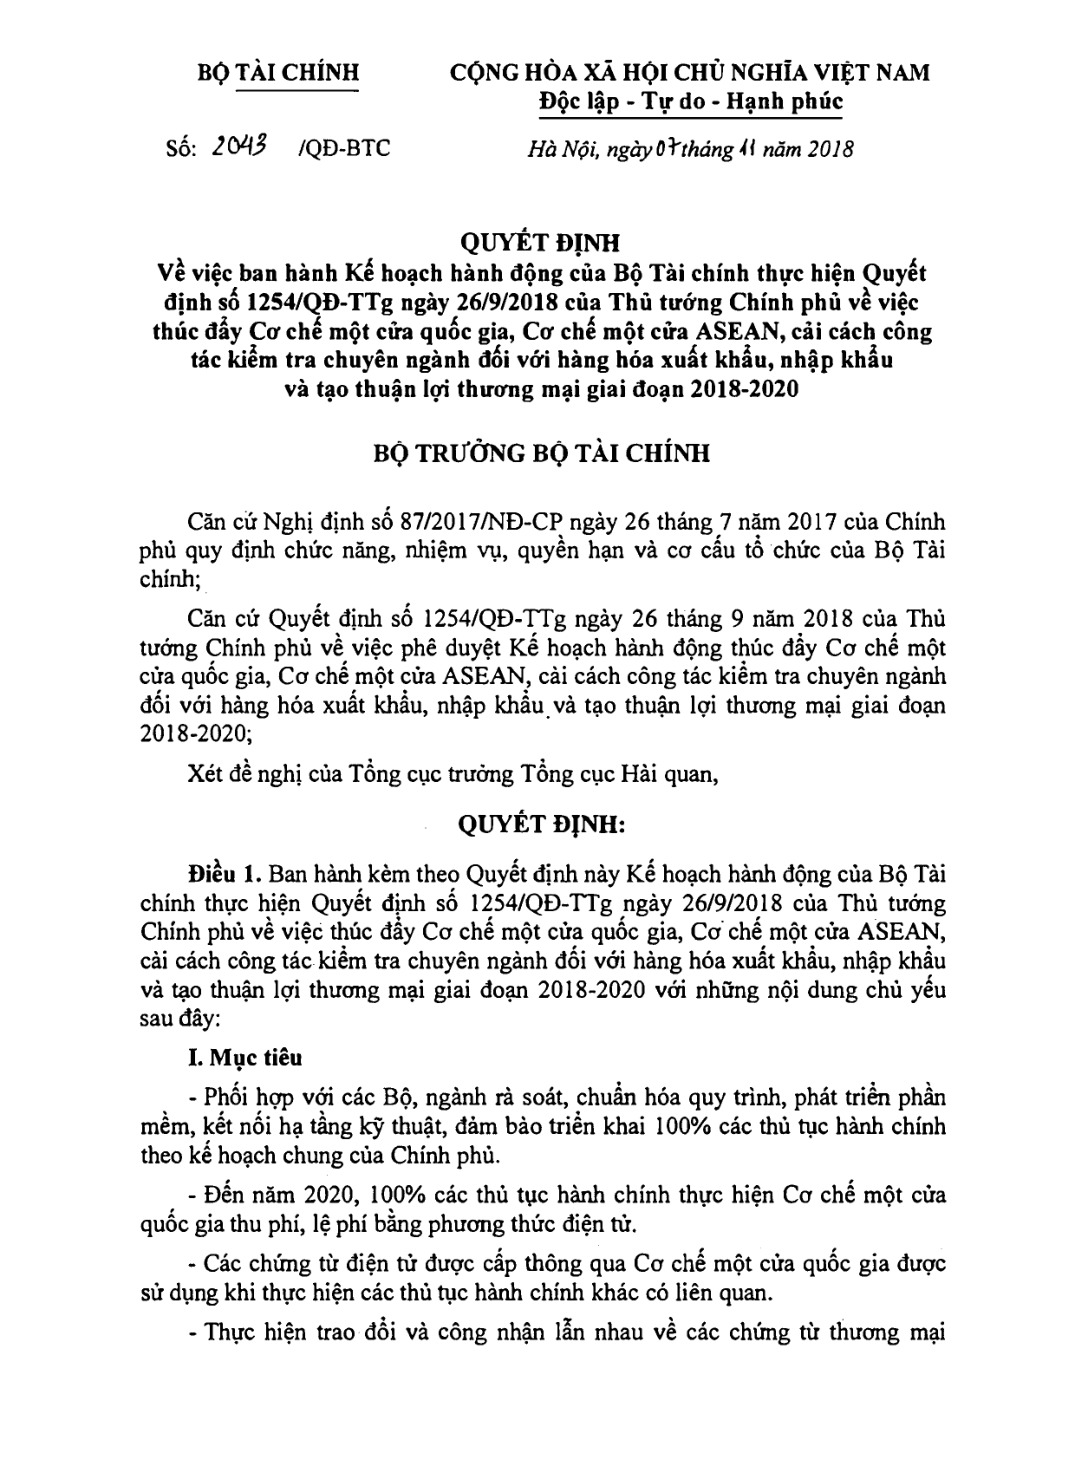 BỘ TÀI CHÍNH
CỘNG HÒA XÃ HỘI CHỦ NGHĨA VIỆT NAM
Độc lập - Tự do - Hạnh phúc
Số: 2043 /QĐ-BTC
Hà Nội, ngày 07 tháng 11 năm 2018
QUYẾT ĐỊNH
Về việc ban hành Kế hoạch hành động của Bộ Tài chính thực hiện Quyết
định số 1254/QĐ-TTg ngày 26/9/2018 của Thủ tướng Chính phủ về việc
thúc đẩy Cơ chế một cửa quốc gia, Cơ chế một cửa ASEAN, cải cách công
tác kiểm tra chuyên ngành đối với hàng hóa xuất khẩu, nhập khẩu
và tạo thuận lợi thương mại giai đoạn 2018-2020
BỘ TRƯỞNG BỘ TÀI CHÍNH
Căn cứ Nghị định số 87/2017/NĐ-CP ngày 26 tháng 7 năm 2017 của Chính
phủ quy định chức năng, nhiệm vụ, quyền hạn và cơ cấu tổ chức của Bộ Tài
chính;
Căn cứ Quyết định số 1254/QĐ-TTg ngày 26 tháng 9 năm 2018 của Thủ
tướng Chính phủ về việc phê duyệt Kế hoạch hành động thúc đẩy Cơ chế một
cửa quốc gia, Cơ chế một cửa ASEAN, cải cách công tác kiểm tra chuyên ngành
đối với hàng hóa xuất khẩu, nhập khẩu và tạo thuận lợi thương mại giai đoạn
2018-2020;
Xét đề nghị của Tổng cục trưởng Tổng cục Hải quan,
QUYẾT ĐỊNH:
Điều 1. Ban hành kèm theo Quyết định này Kế hoạch hành động của Bộ Tài
chính thực hiện Quyết định số 1254/QĐ-TTg ngày 26/9/2018 của Thủ tướng
Chính phủ về việc thúc đẩy Cơ chế một cửa quốc gia, Cơ chế một cửa ASEAN,
cải cách công tác kiểm tra chuyên ngành đối với hàng hóa xuất khẩu, nhập khẩu
và tạo thuận lợi thương mại giai đoạn 2018-2020 với những nội dung chủ yếu
sau đây:
I. Mục tiêu
- Phối hợp với các Bộ, ngành rà soát, chuẩn hóa quy trình, phát triển phần
mềm, kết nối hạ tầng kỹ thuật, đảm bảo triển khai 100% các thủ tục hành chính
theo kế hoạch chung của Chính phủ.
- Đến năm 2020, 100% các thủ tục hành chính thực hiện Cơ chế một cửa
quốc gia thu phí, lệ phí bằng phương thức điện tử.
- Các chứng từ điện tử được cấp thông qua Cơ chế một cửa quốc gia được
sử dụng khi thực hiện các thủ tục hành chính khác có liên quan.
- Thực hiện trao đổi và công nhận lẫn nhau về các chứng từ thương mại